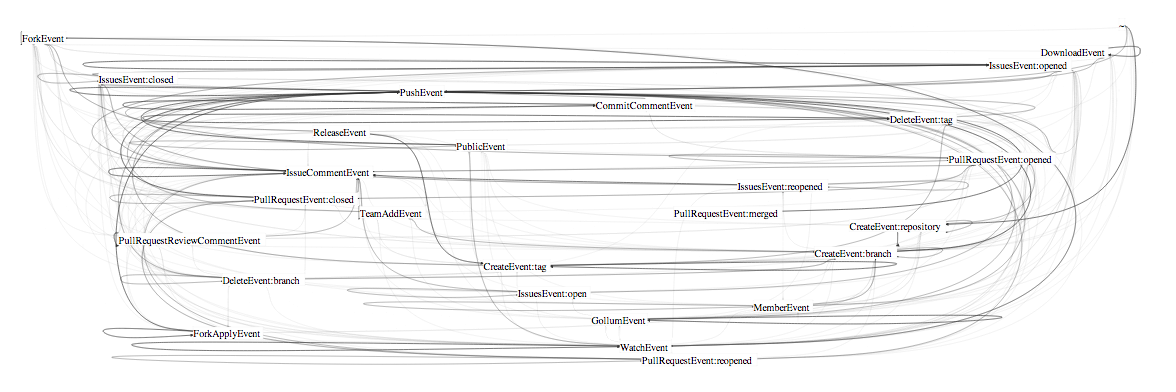 ~
ForkEvent
DownloadEvent
IssuesEvent:opened
IssuesEvent:closed
PushEvent
CommitCommentEvent
DeleteEvent:tag
ReleaseEvent
PublicEvent
PullRequestEvent:opened
IssueCommentEvent
IssuesEvent:reopened
PullRequestEvent:closed
TeamAddEvent
PullRequestEvent:merged
CreateEvent:repository
PullRequestReviewCommentEvent
CreateEvent:branch
CreateEvent:tag
DeleteEvent:branch
IssuesEvent:open
MemberEvent
GollumEvent
ForkApplyEvent
WatchEvent
PullRequestEvent:reopened